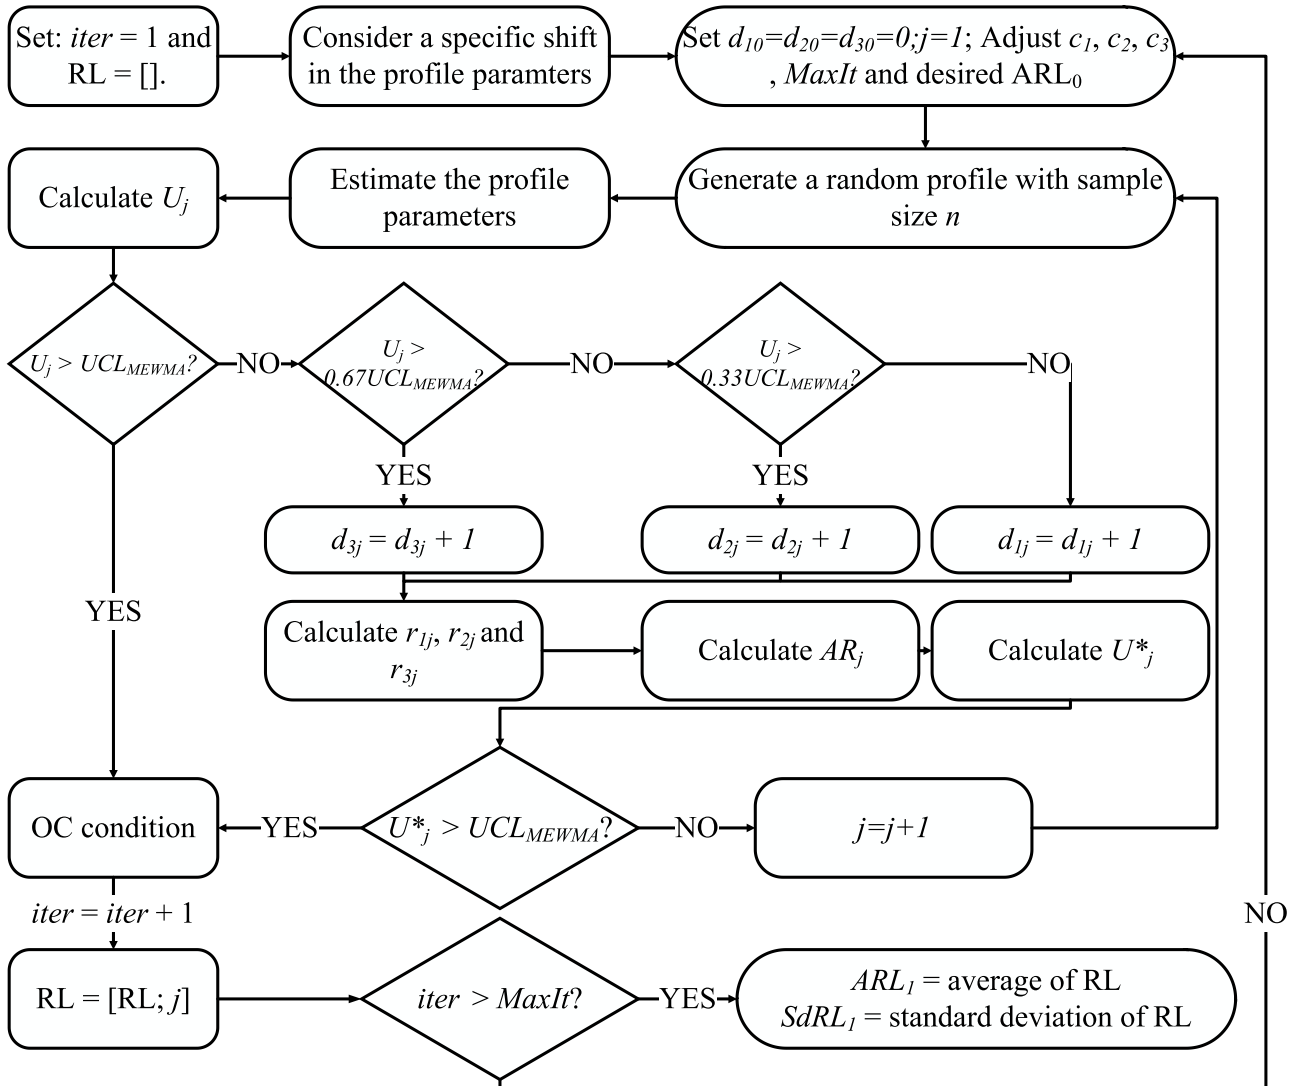 Set: iter = 1 and
RL = [].
Consider a specific shift
in the profile paramters
Set d10=d20=d30=0;j=1; Adjust c1, c2, c3
, MaxIt and desired ARL0
Calculate Uj
Estimate the profile
parameters
Generate a random profile with sample
size n
Uj > UCLMEWMA?
NO
Uj >
0.67UCLMEWMA?
NO
Uj >
0.33UCLMEWMA?
NO
YES
YES
d3j = d3j + 1
d2j = d2j + 1
d1j = d1j + 1
YES
Calculate r1j, r2j and
r3j
Calculate ARj
Calculate U*j
OC condition
YES
U*j > UCLMEWMA?
NO
j=j+1
iter = iter + 1
NO
RL = [RL; j]
iter > MaxIt?
YES
ARL1 = average of RL
SdRL1 = standard deviation of RL